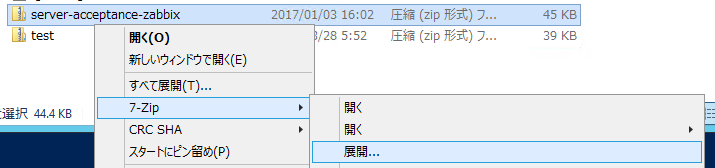 server-acceptance-zabbix 2017/01/03 16:02 圧縮 (zip 形式) フ... 45 KB
test /28 5:52 圧縮 (zip 形式) フ... 39 KB
開く(O)
新しいウィンドウで開く(E)
すべて展開(T)...
7-Zip
CRC SHA
スタートにピン留め(P)
開く
開く
展開...
選択 44.4 KB